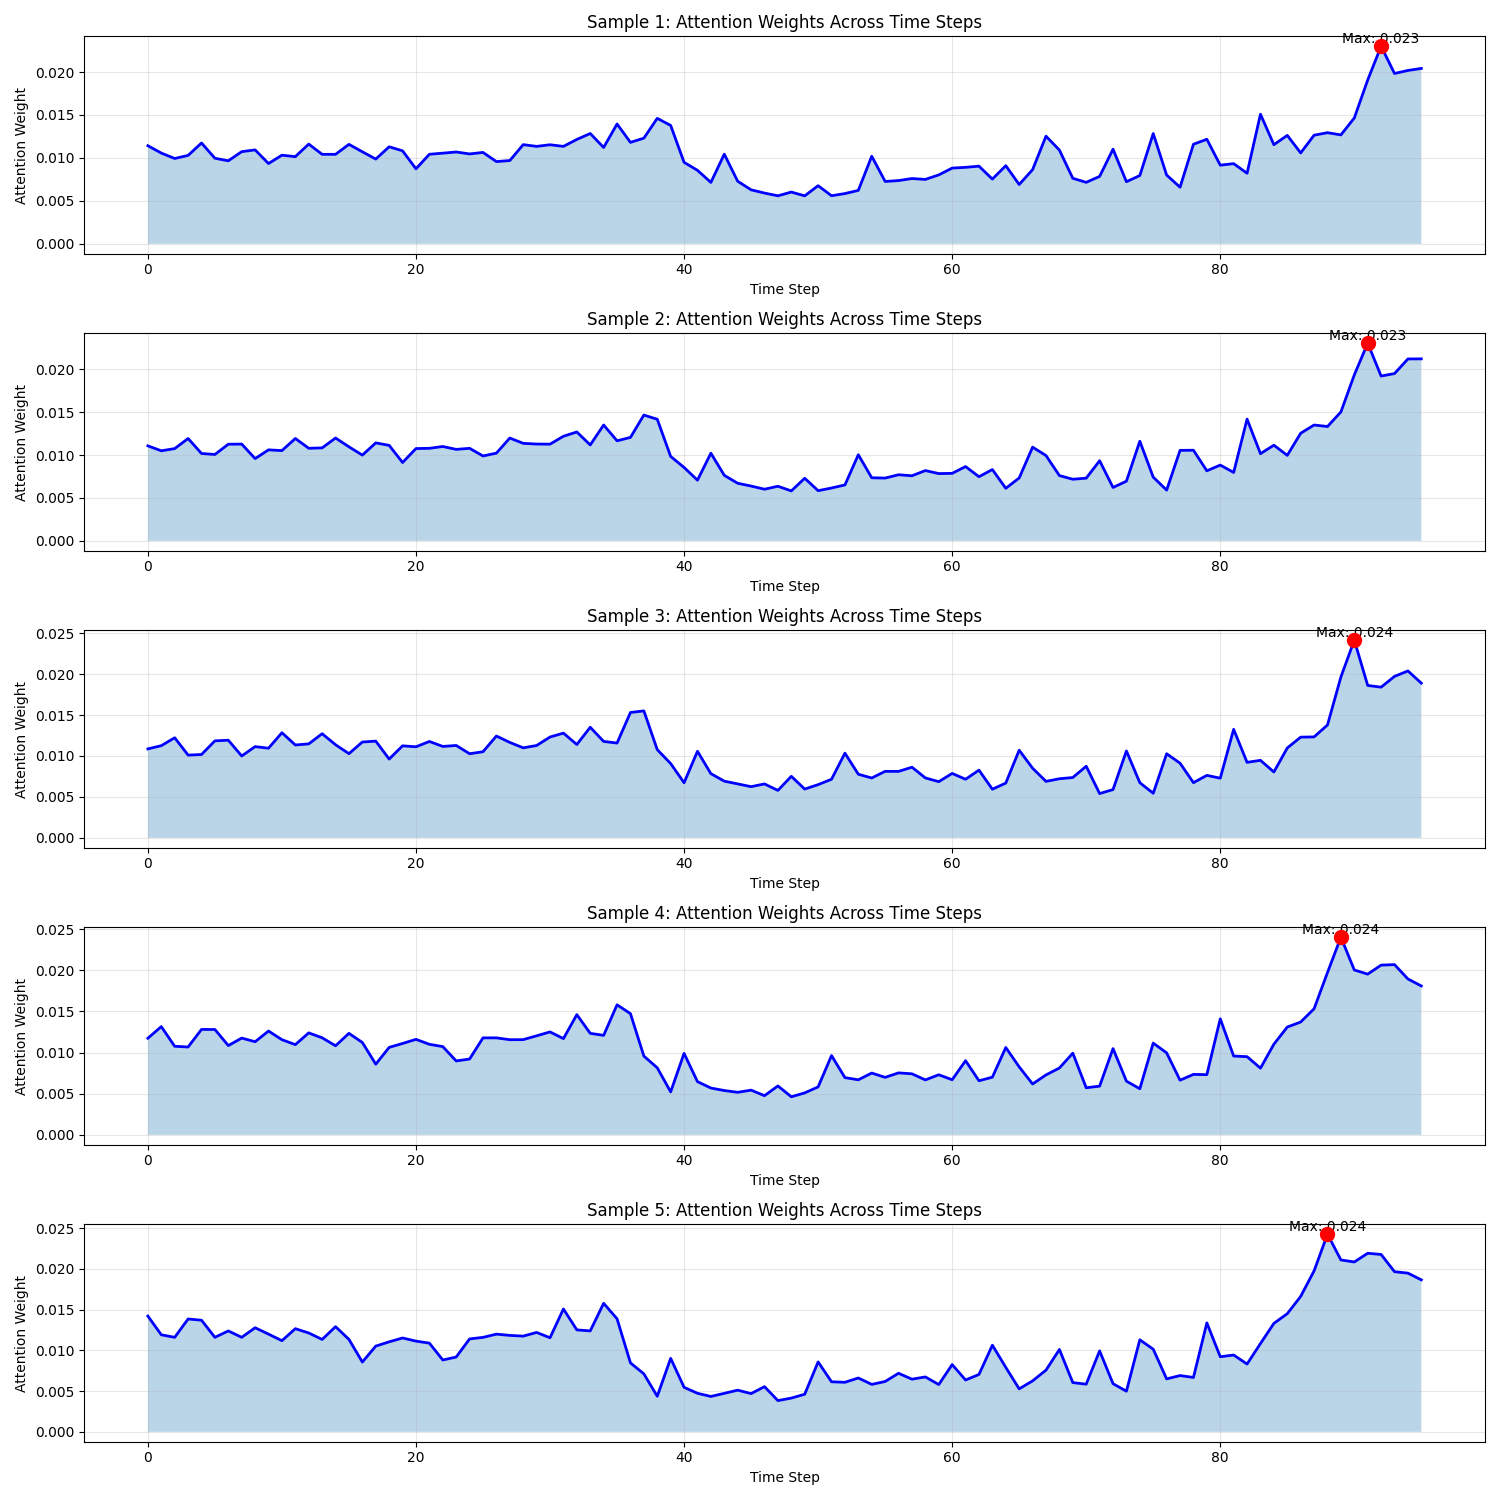 Sample 1: Attention Weights Across Time Steps
Max: 0.023
0.020
0.015
0.010
0.005
0.000
Attention Weight
0 20 40 60 80
Time Step
Sample 2: Attention Weights Across Time Steps
Max: 0.023
0.020
0.015
0.010
0.005
0.000
Attention Weight
0 20 40 60 80
Time Step
Sample 3: Attention Weights Across Time Steps
Max: 0.024
0.025
0.020
0.015
0.010
0.005
0.000
Attention Weight
0 20 40 60 80
Time Step
Sample 4: Attention Weights Across Time Steps
Max: 0.024
0.025
0.020
0.015
0.010
0.005
0.000
Attention Weight
0 20 40 60 80
Time Step
Sample 5: Attention Weights Across Time Steps
Max: 0.024
0.025
0.020
0.015
0.010
0.005
0.000
Attention Weight
0 20 40 60 80
Time Step